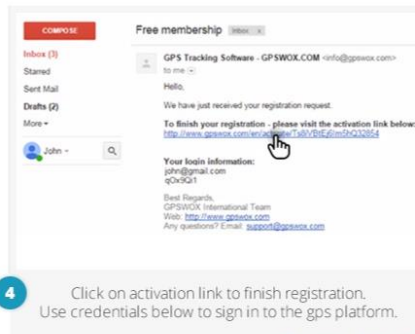 COMPOSE
Free membership Inbox x
Inbox (3)
Starred
Sent Mail
Drafts (2)
More
John
GPS Tracking Software - GPSWOX.COM <info@gpswox.com>
to me
Hello,
We have just received your registration request.
To finish your registration - please visit the activation link below:
Your login information:
john@gmail.com
qOx9Qi1
Best Regards,
GPSWOX International Team
Web: http://www.gpswox.com
Any questions? Email: support@gpswox.com
4
Click on activation link to finish registration.
Use credentials below to sign in to the gps platform.